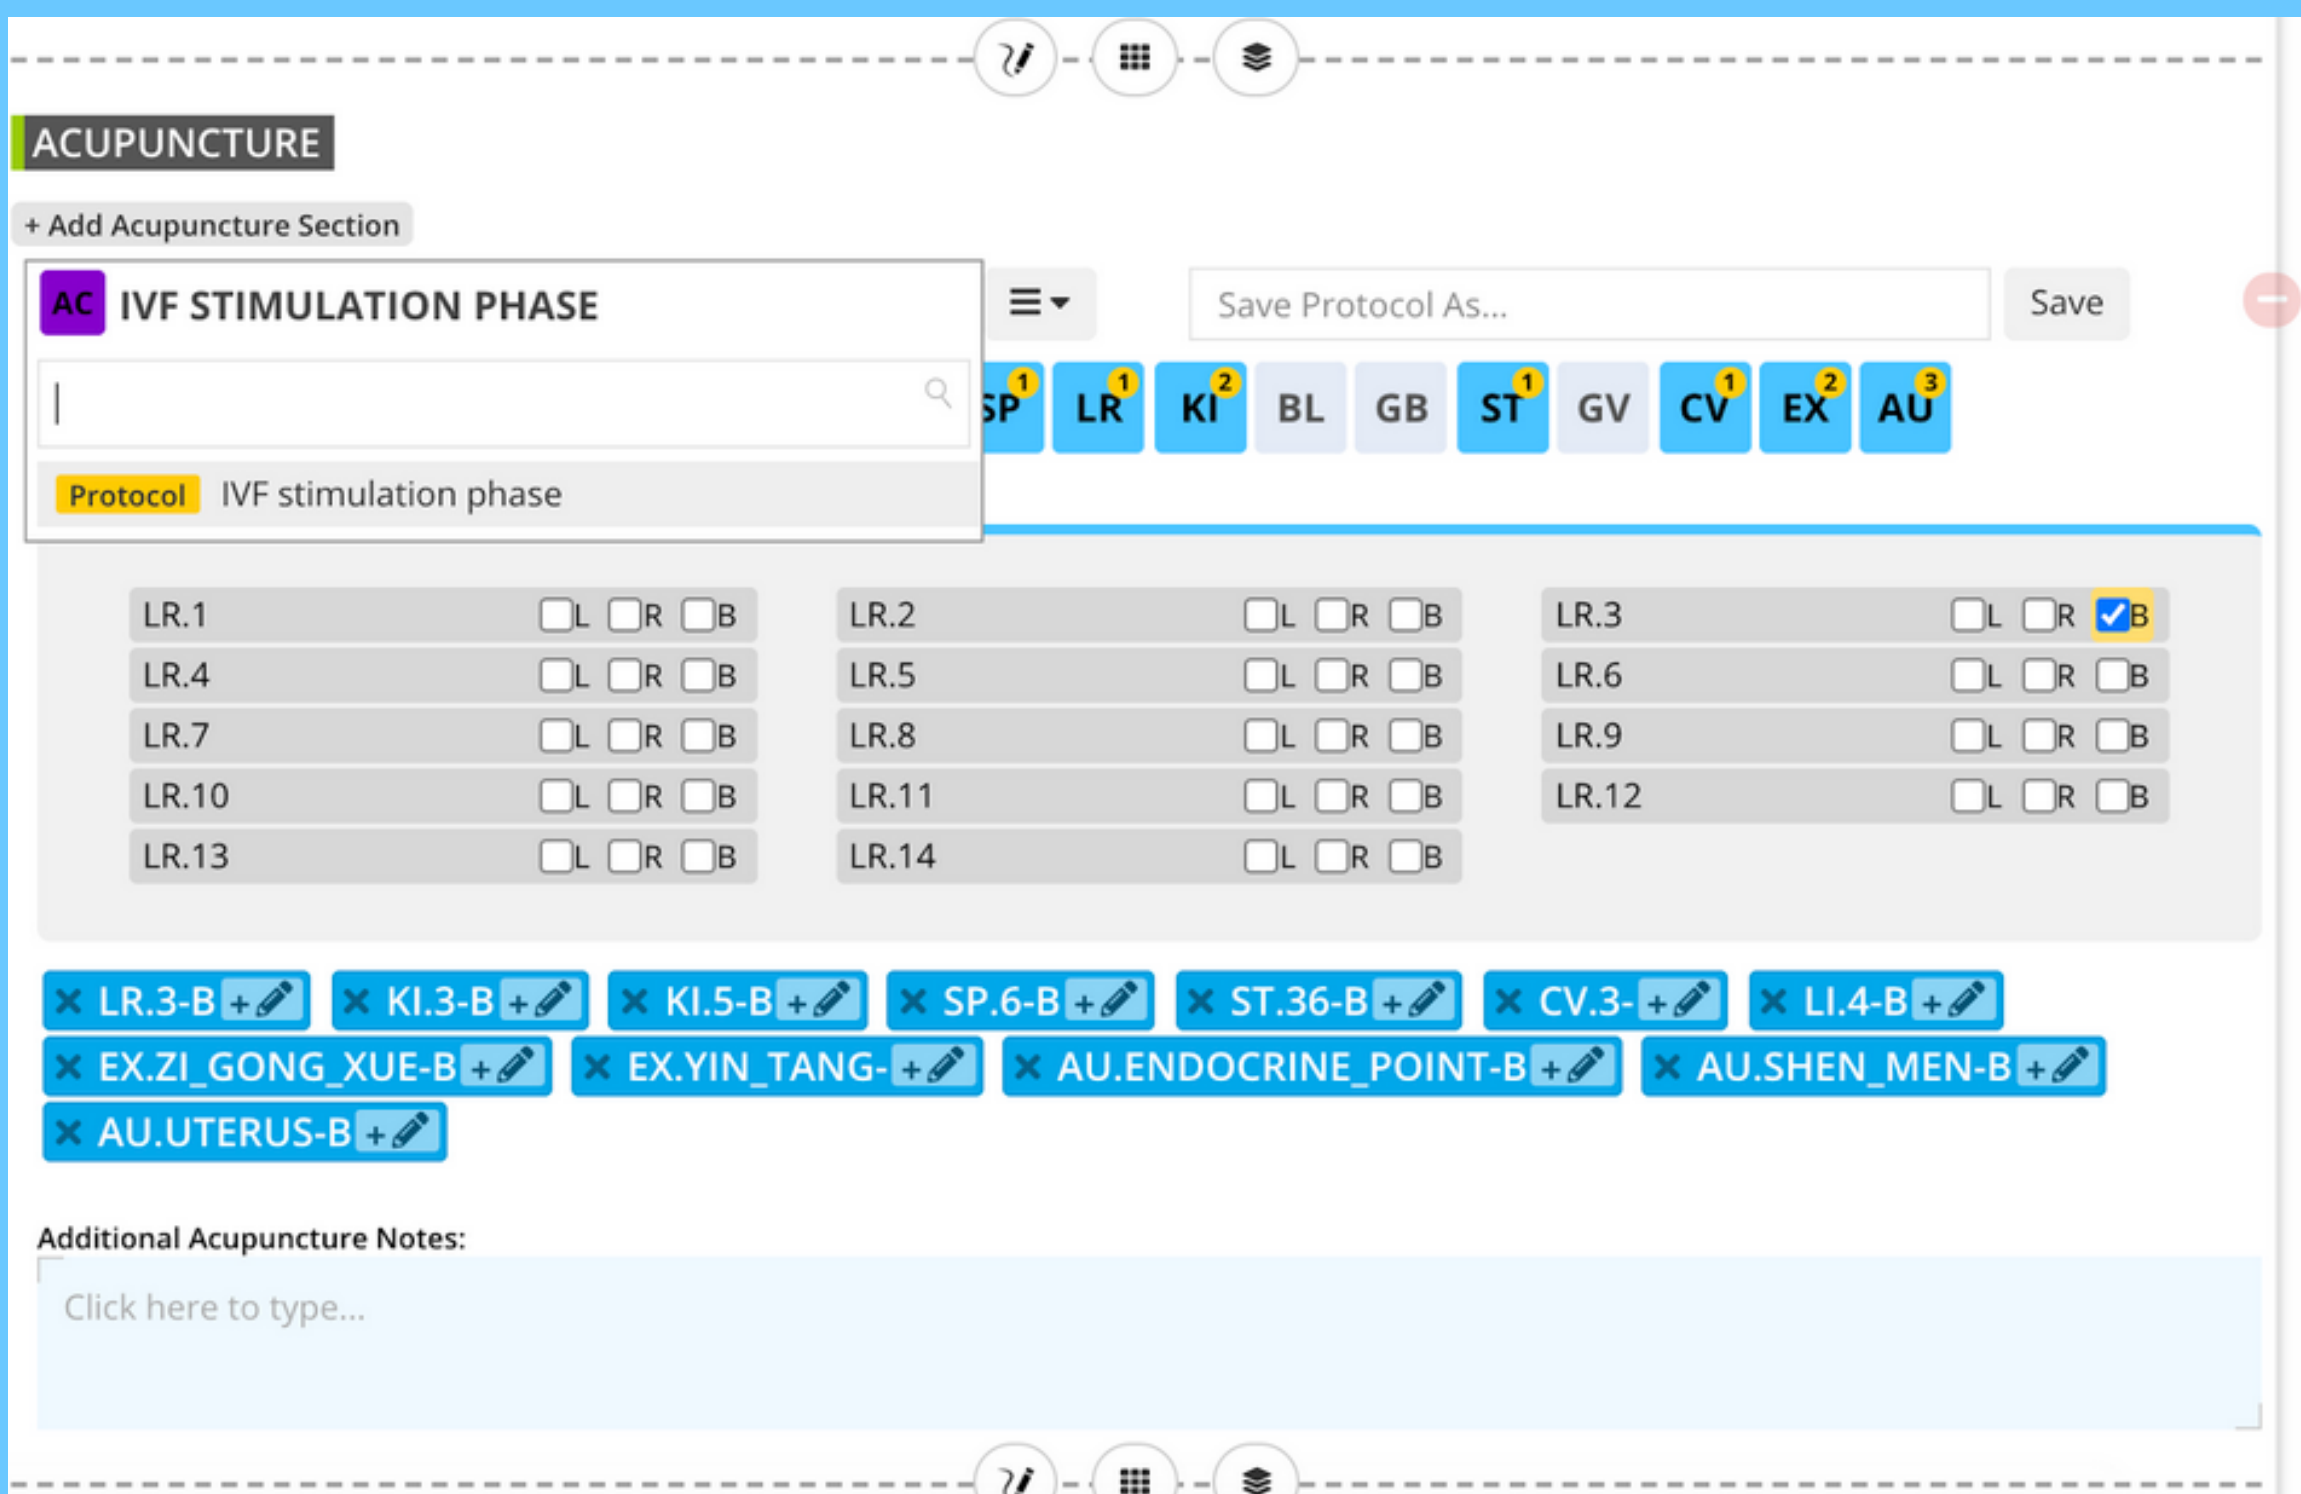 ACUPUNCTURE
+ Add Acupuncture Section
AC IVF STIMULATION PHASE
Save Protocol As...
Save
SP 1 LR 1 KI 2 BL GB ST 1 GV CV 1 EX 2 AU 3
Protocol IVF stimulation phase
LR.1 L R B LR.2 L R B LR.3 L R B
LR.4 L R B LR.5 L R B LR.6 L R B
LR.7 L R B LR.8 L R B LR.9 L R B
LR.10 L R B LR.11 L R B LR.12 L R B
LR.13 L R B LR.14 L R B
LR.3-B + KI.3-B + KI.5-B + SP.6-B + ST.36-B + CV.3- + LI.4-B +
EX.ZI_GONG_XUE-B + EX.YIN_TANG- + AU.ENDOCRINE_POINT-B + AU.SHEN_MEN-B +
AU.UTERUS-B +
Additional Acupuncture Notes:
Click here to type...